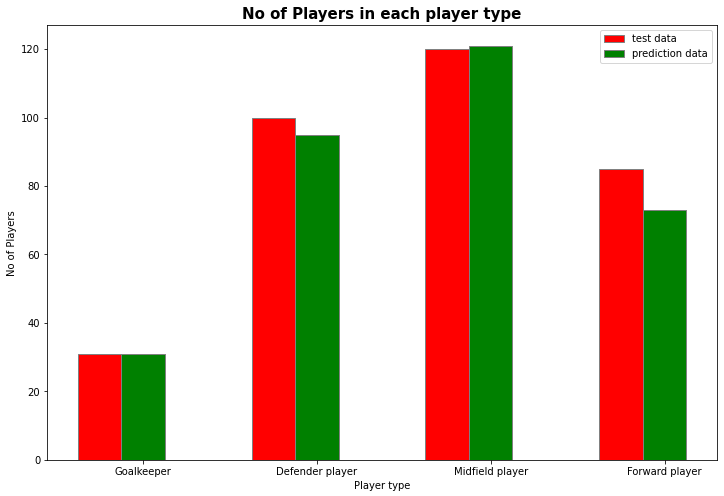 No of Players in each player type
test data
prediction data
No of Players
120
100
80
60
40
20
0
Goalkeeper
Defender player
Midfield player
Forward player
Player type